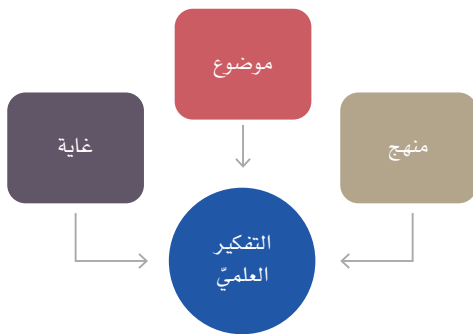 موضوع
منهج
غاية
التفكير
العلميّ